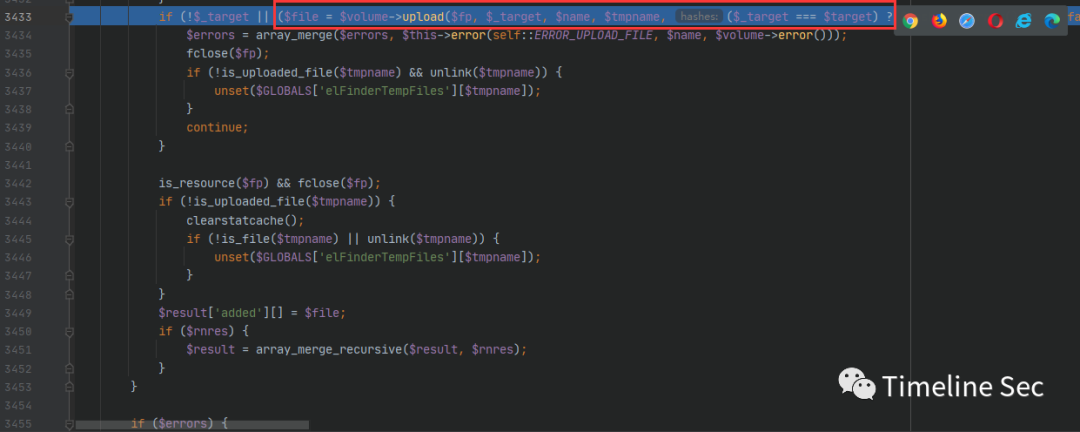 3433 if (!$_target || ($file = $volume->upload($fp, $_target, $name, $tmpname, hashes: ($_target === $target) ?
3434 $errors = array_merge($errors, $this->error(self::ERROR_UPLOAD_FILE, $name, $volume->error()));
3435 fclose($fp);
3436 if (!is_uploaded_file($tmpname) && unlink($tmpname)) {
3437 unset($GLOBALS['elFinderTempFiles'][$tmpname]);
3438 }
3439 continue;
3440 }
3441
3442 is_resource($fp) && fclose($fp);
3443 if (!is_uploaded_file($tmpname)) {
3444 clearstatcache();
3445 if (!is_file($tmpname) || unlink($tmpname)) {
3446 unset($GLOBALS['elFinderTempFiles'][$tmpname]);
3447 }
3448 }
3449 $result['added'][] = $file;
3450 if ($rnres) {
3451 $result = array_merge_recursive($result, $rnres);
3452 }
3453 }
3454
3455 if ($errors) {
Timeline Sec